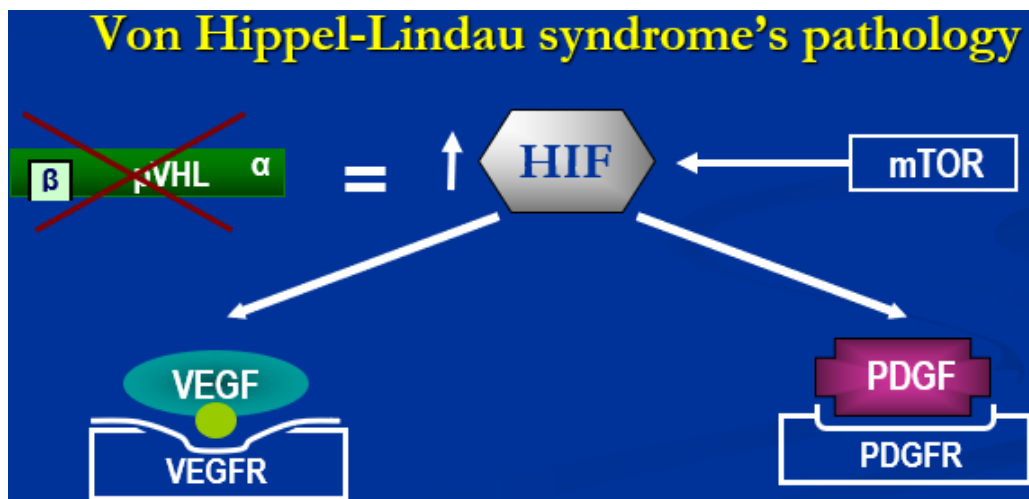 Von Hippel-Lindau syndrome's pathology
β pVHL α = HIF mTOR
VEGF PDGF
VEGFR PDGFR